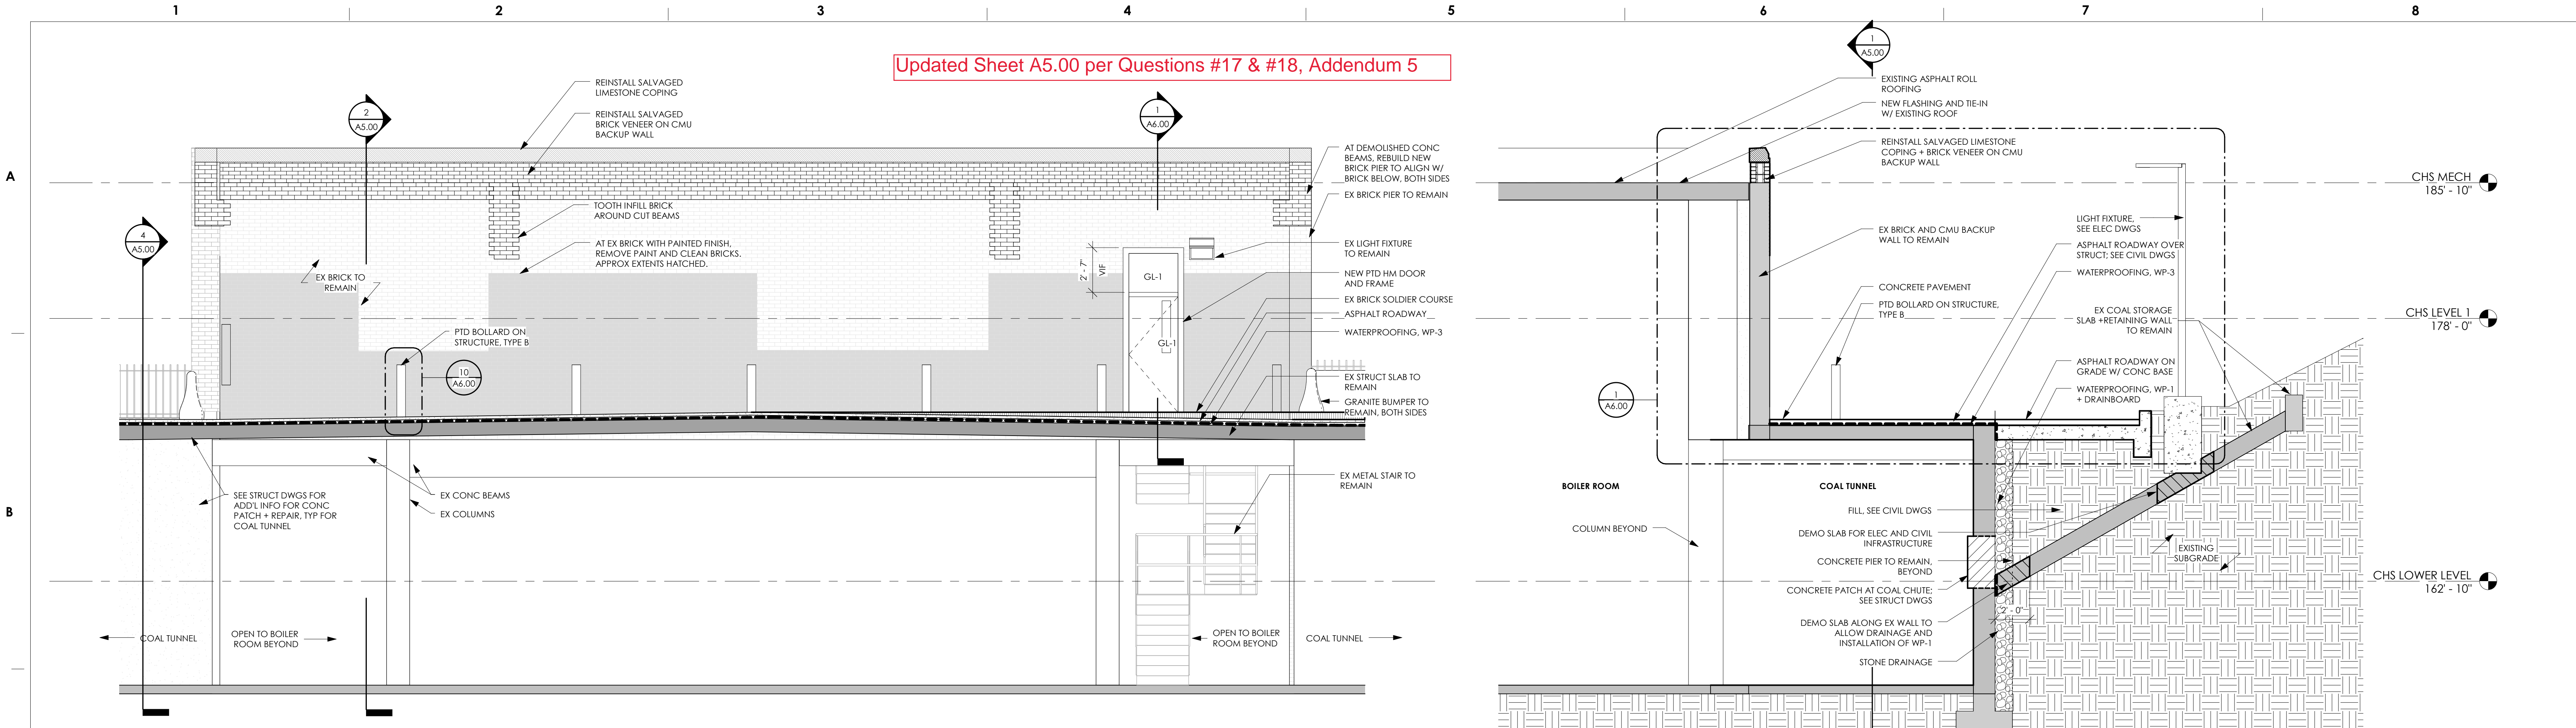 1 2 3 4 5 6 7 8
Updated Sheet A5.00 per Questions #17 & #18, Addendum 5
A
B
2
A5.00
1
A6.00
4
A5.00
10
A6.00
REINSTALL SALVAGED
LIMESTONE COPING
REINSTALL SALVAGED
BRICK VENEER ON CMU
BACKUP WALL
TOOTH INFILL BRICK
AROUND CUT BEAMS
AT EX BRICK WITH PAINTED FINISH,
REMOVE PAINT AND CLEAN BRICKS.
APPROX EXTENTS HATCHED.
EX BRICK TO
REMAIN
PTD BOLLARD ON
STRUCTURE, TYPE B
2' - 7"
VIF
GL-1
GL-1
AT DEMOLISHED CONC
BEAMS, REBUILD NEW
BRICK PIER TO ALIGN W/
BRICK BELOW, BOTH SIDES
EX BRICK PIER TO REMAIN
EX LIGHT FIXTURE
TO REMAIN
NEW PTD HM DOOR
AND FRAME
EX BRICK SOLDIER COURSE
ASPHALT ROADWAY
WATERPROOFING, WP-3
EX STRUCT SLAB TO
REMAIN
GRANITE BUMPER TO
REMAIN, BOTH SIDES
EX METAL STAIR TO
REMAIN
SEE STRUCT DWGS FOR
ADD'L INFO FOR CONC
PATCH + REPAIR, TYP FOR
COAL TUNNEL
EX CONC BEAMS
EX COLUMNS
COAL TUNNEL
OPEN TO BOILER
ROOM BEYOND
OPEN TO BOILER
ROOM BEYOND
COAL TUNNEL
1
A5.00
EXISTING ASPHALT ROLL
ROOFING
NEW FLASHING AND TIE-IN
W/ EXISTING ROOF
REINSTALL SALVAGED LIMESTONE
COPING + BRICK VENEER ON CMU
BACKUP WALL
EX BRICK AND CMU BACKUP
WALL TO REMAIN
CONCRETE PAVEMENT
PTD BOLLARD ON STRUCTURE,
TYPE B
LIGHT FIXTURE,
SEE ELEC DWGS
ASPHALT ROADWAY OVER
STRUCT; SEE CIVIL DWGS
WATERPROOFING, WP-3
EX COAL STORAGE
SLAB +RETAINING WALL
TO REMAIN
ASPHALT ROADWAY ON
GRADE W/ CONC BASE
WATERPROOFING, WP-1
+ DRAINBOARD
1
A6.00
BOILER ROOM
COAL TUNNEL
COLUMN BEYOND
FILL, SEE CIVIL DWGS
DEMO SLAB FOR ELEC AND CIVIL
INFRASTRUCTURE
CONCRETE PIER TO REMAIN,
BEYOND
CONCRETE PATCH AT COAL CHUTE;
SEE STRUCT DWGS
DEMO SLAB ALONG EX WALL TO
ALLOW DRAINAGE AND
INSTALLATION OF WP-1
STONE DRAINAGE
2' - 0"
EXISTING
SUBGRADE
CHS MECH
185' - 10"
CHS LEVEL 1
178' - 0"
CHS LOWER LEVEL
162' - 10"